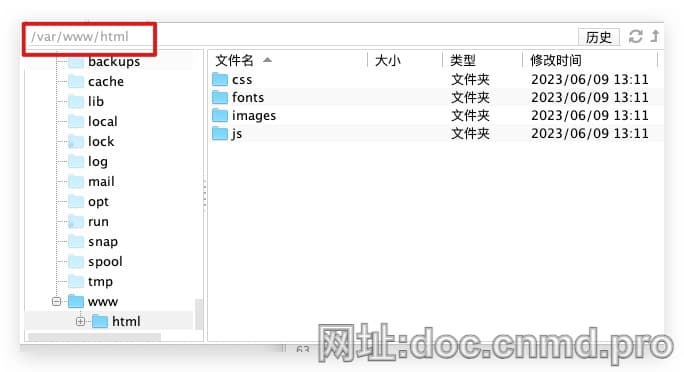 /var/www/html
历史
backups
cache
lib
local
lock
log
mail
opt
run
snap
spool
tmp
www
html
文件名 大小 类型 修改时间
css 文件夹 2023/06/09 13:11
fonts 文件夹 2023/06/09 13:11
images 文件夹 2023/06/09 13:11
js 文件夹 2023/06/09 13:11
63
网址:doc.cnmd.pro